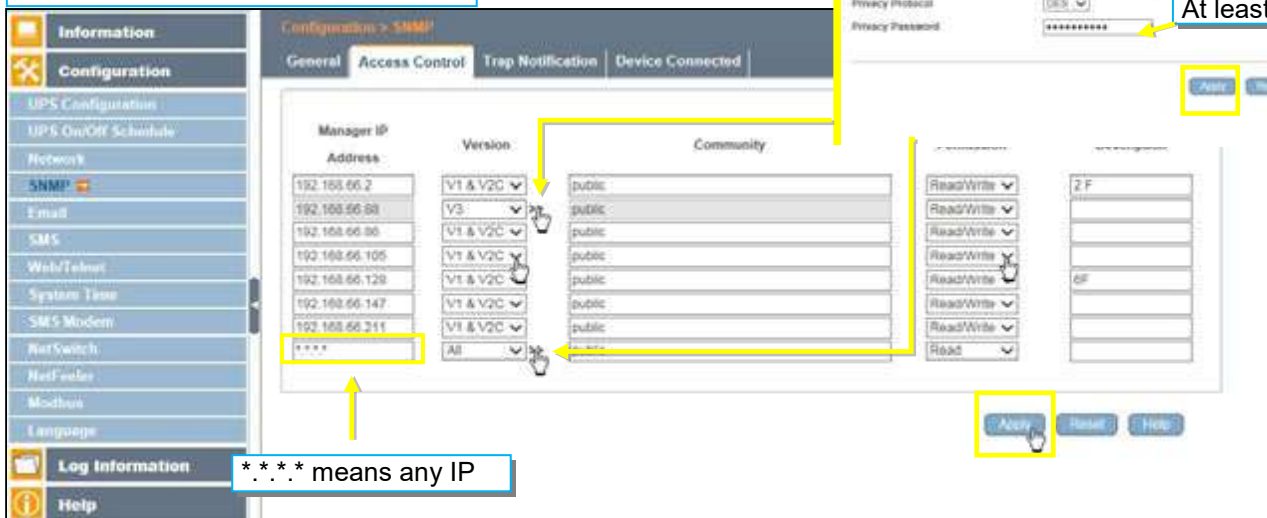 Privacy Protocol DES
Privacy Password **********
At least
Apply
Information
Configuration
UPS Configuration
UPS On/Off Schedule
Network
SNMP
Email
SMS
Web/Telnet
System Time
SMS Modem
NetSwitch
NetFeeler
Modbus
Language
Log Information
Help
Configuration > SNMP
General Access Control Trap Notification Device Connected
Manager IP Address Version Community
192.168.66.2 V1 & V2C public Read/Write 2 F
192.168.66.88 V3 public Read/Write
192.168.66.86 V1 & V2C public Read/Write
192.168.66.105 V1 & V2C public Read/Write
192.168.66.128 V1 & V2C public Read/Write 6F
192.168.66.147 V1 & V2C public Read/Write
192.168.66.211 V1 & V2C public Read/Write
*.*.*.* All public Read
Apply Reset Help
*.*.*.* means any IP